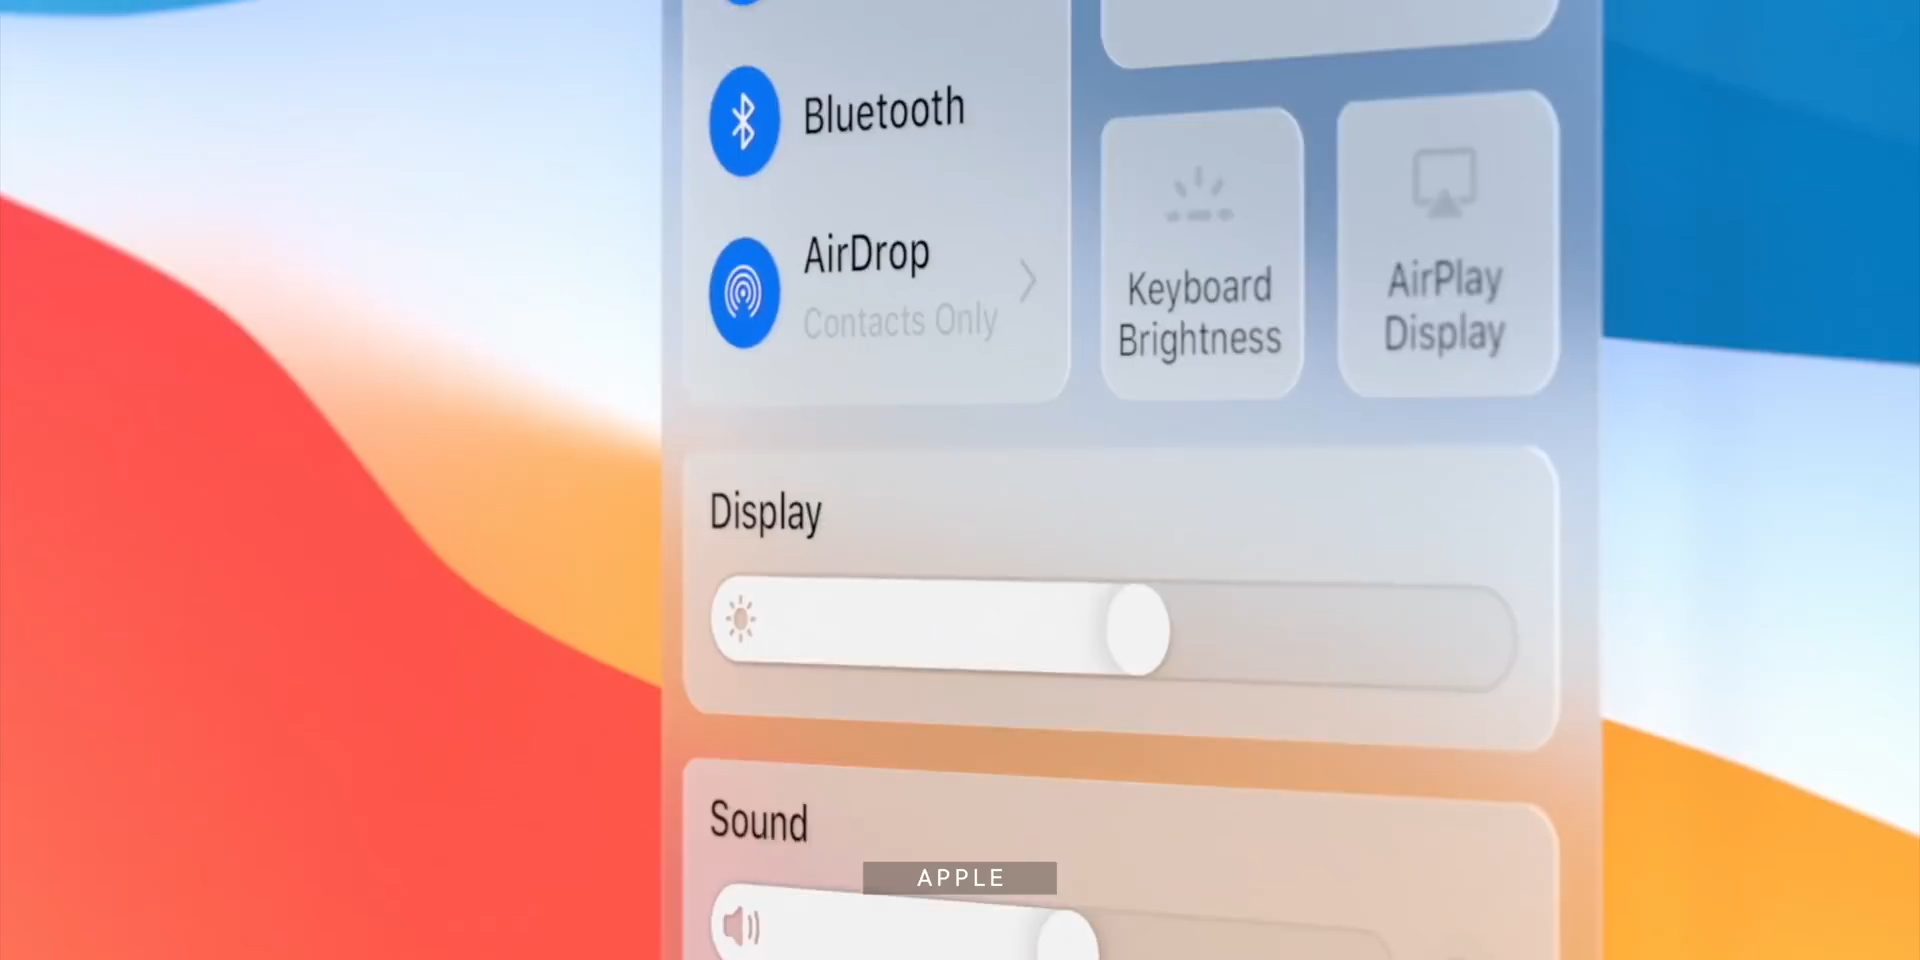 Bluetooth
AirDrop
Contacts Only
Keyboard
Brightness
AirPlay
Display
Display
Sound
APPLE